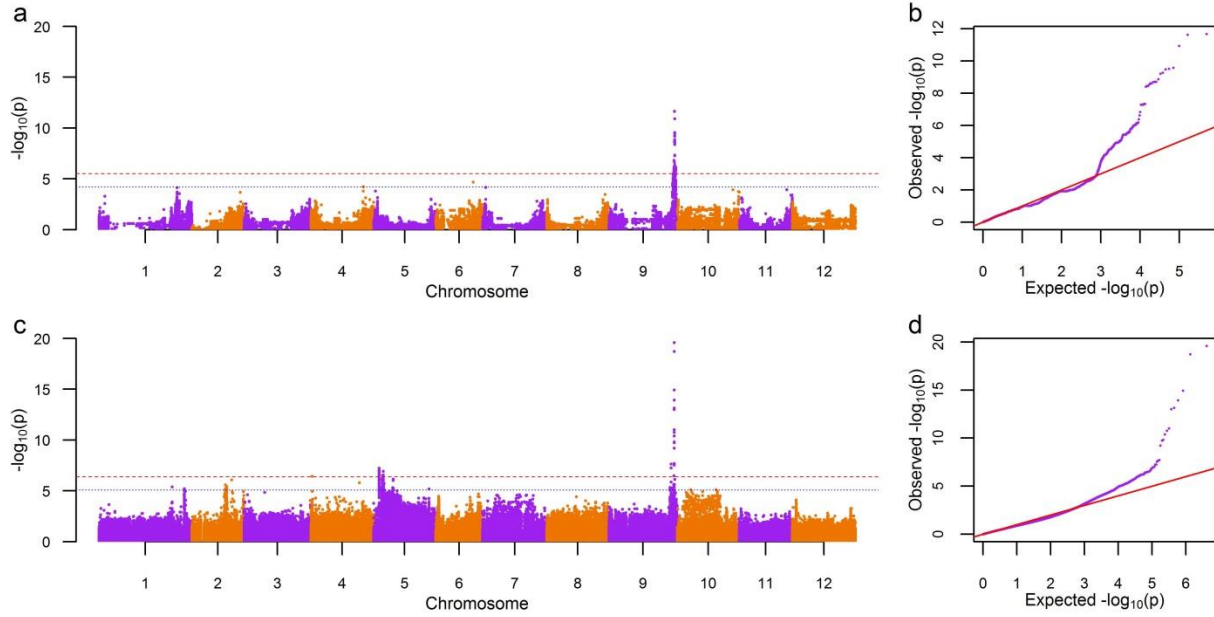 a
20
15
10
5
0
-log10(p)
1 2 3 4 5 6 7 8 9 10 11 12
Chromosome
b
12
10
8
6
4
2
0
Observed -log10(p)
0 1 2 3 4 5
Expected -log10(p)
c
20
15
10
5
0
-log10(p)
1 2 3 4 5 6 7 8 9 10 11 12
Chromosome
d
20
15
10
5
0
Observed -log10(p)
0 1 2 3 4 5 6
Expected -log10(p)